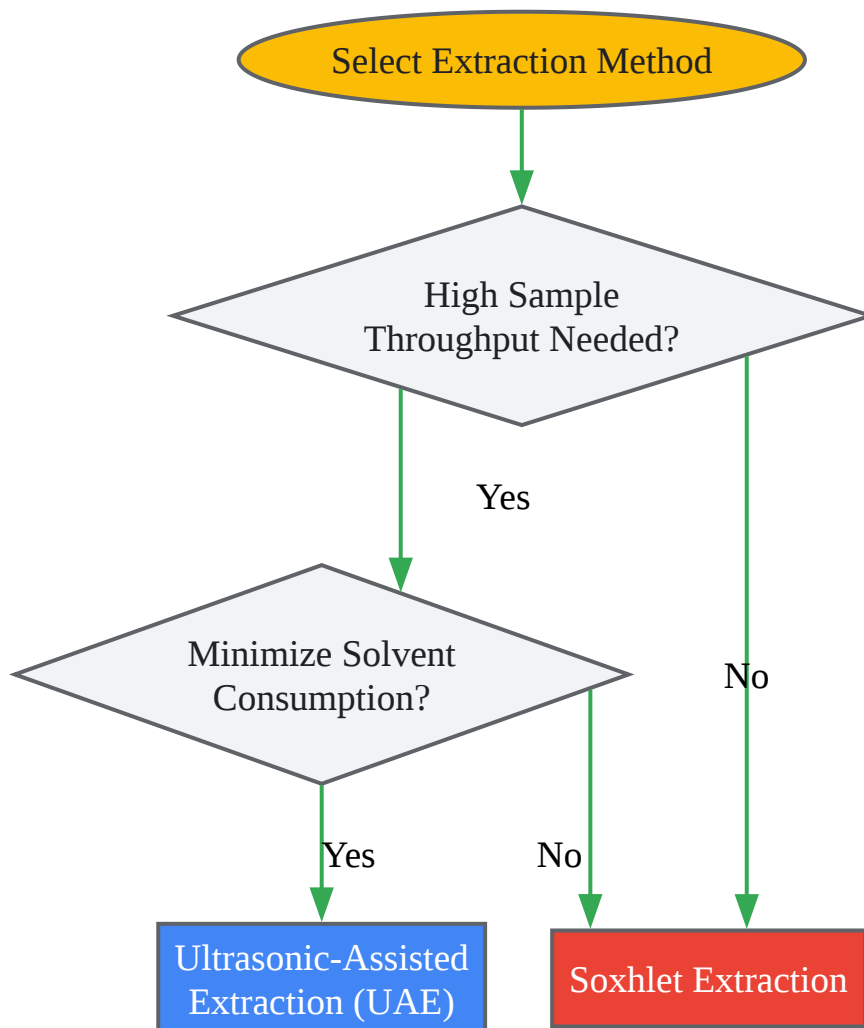 Select Extraction Method
High Sample
Throughput Needed?
Yes
Minimize Solvent
Consumption?
No
Yes
No
Ultrasonic-Assisted
Extraction (UAE)
Soxhlet Extraction